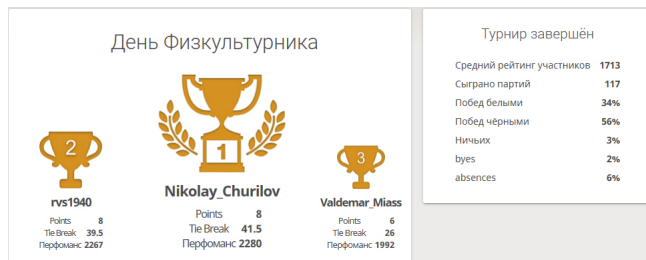 День Физкультурника
2
1
3
rvs1940
Points 8
Tie Break 39.5
Перфоманс 2267
Nikolay_Churilov
Points 8
Tie Break 41.5
Перфоманс 2280
Valdemar_Miass
Points 6
Tie Break 26
Перфоманс 1992
Турнир завершён
Средний рейтинг участников 1713
Сыграно партий 117
Побед белыми 34%
Побед чёрными 56%
Ничьих 3%
byes 2%
absences 6%